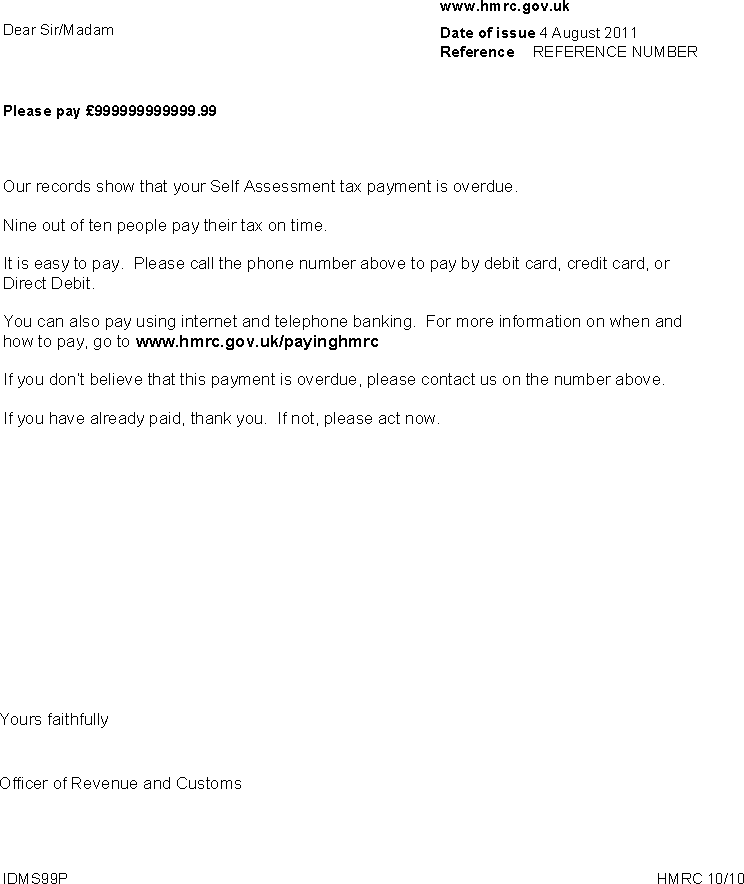 www.hmrc.gov.uk
Dear Sir/Madam
Date of issue 4 August 2011
Reference REFERENCE NUMBER
Please pay £999999999999.99
Our records show that your Self Assessment tax payment is overdue.
Nine out of ten people pay their tax on time.
It is easy to pay. Please call the phone number above to pay by debit card, credit card, or
Direct Debit.
You can also pay using internet and telephone banking. For more information on when and
how to pay, go to www.hmrc.gov.uk/payinghmrc
If you don't believe that this payment is overdue, please contact us on the number above.
If you have already paid, thank you. If not, please act now.
Yours faithfully
Officer of Revenue and Customs
IDMS99P HMRC 10/10